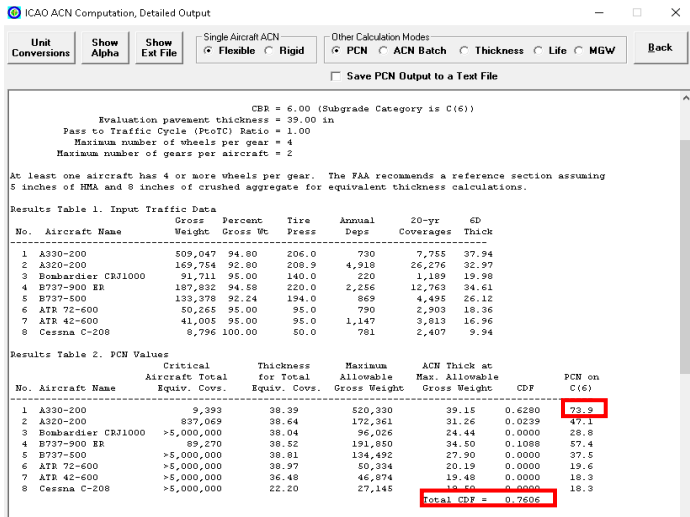 ICAO ACN Computation, Detailed Output
Unit Conversions
Show Alpha
Show Ext File
Single Aircraft ACN
Flexible Rigid
Other Calculation Modes
PCN ACN Batch Thickness Life MGW
Back
Save PCN Output to a Text File
CBR = 6.00 (Subgrade Category is C(6))
Evaluation pavement thickness = 39.00 in
Pass to Traffic Cycle (PtoTC) Ratio = 1.00
Maximum number of wheels per gear = 4
Maximum number of gears per aircraft = 2
At least one aircraft has 4 or more wheels per gear. The FAA recommends a reference section assuming
5 inches of HMA and 8 inches of crushed aggregate for equivalent thickness calculations.
Results Table 1. Input Traffic Data
Gross Percent Tire Annual 20-yr 6D
No. Aircraft Name Weight Gross Wt Press Deps Coverages Thick
1 A330-200 509,047 94.80 206.0 730 7,755 37.94
2 A320-200 169,754 92.80 208.9 4,918 26,276 32.97
3 Bombardier CRJ1000 91,711 95.00 140.0 220 1,189 19.98
4 B737-900 ER 187,832 94.58 220.0 2,256 12,763 34.61
5 B737-500 133,378 92.24 194.0 869 4,495 26.12
6 ATR 72-600 50,265 95.00 95.0 790 2,903 18.36
7 ATR 42-600 41,005 95.00 95.0 1,147 3,813 16.96
8 Cessna C-208 8,796 100.00 50.0 781 2,407 9.94
Results Table 2. PCN Values
Critical Thickness Maximum ACN Thick at
Aircraft Total for Total Allowable Max. Allowable PCN on
No. Aircraft Name Equiv. Covs. Equiv. Covs. Gross Weight Gross Weight CDF C(6)
1 A330-200 9,393 38.39 520,330 39.15 0.6280 73.9
2 A320-200 837,069 38.64 172,361 31.26 0.0239 47.1
3 Bombardier CRJ1000 >5,000,000 38.04 96,026 24.44 0.0000 28.8
4 B737-900 ER 89,270 38.52 191,850 34.50 0.1088 57.4
5 B737-500 >5,000,000 38.81 134,492 27.90 0.0000 37.5
6 ATR 72-600 >5,000,000 38.97 50,334 20.19 0.0000 19.6
7 ATR 42-600 >5,000,000 36.48 46,874 19.48 0.0000 18.3
8 Cessna C-208 >5,000,000 22.20 27,145 19.50 0.0000 18.3
Total CDF = 0.7606